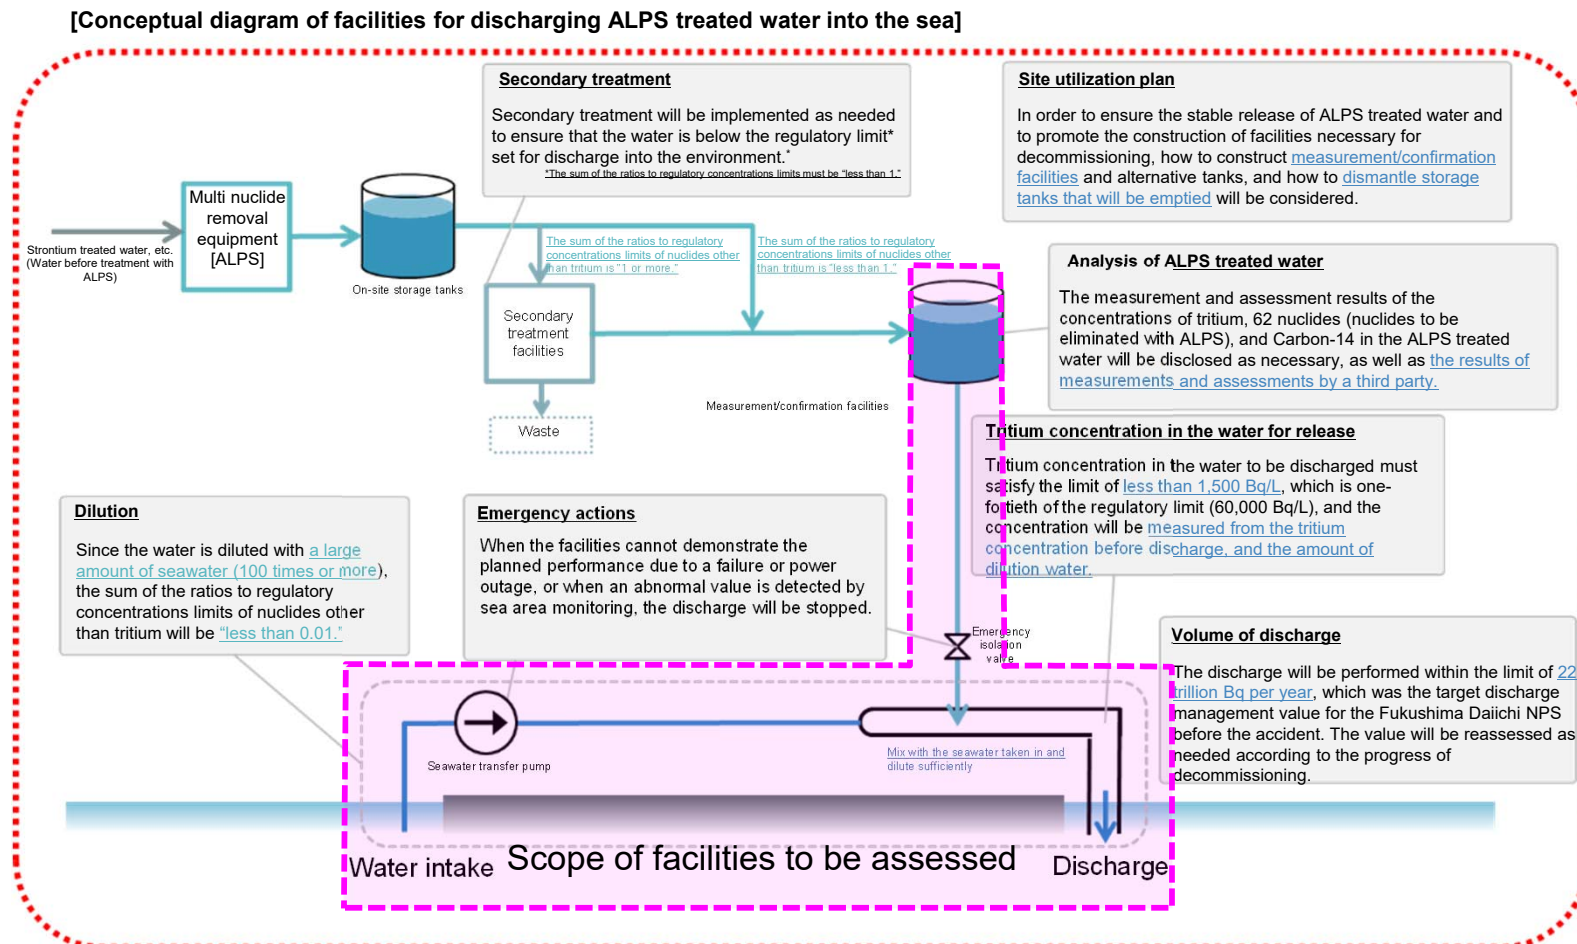 [Conceptual diagram of facilities for discharging ALPS treated water into the sea]
Secondary treatment
Secondary treatment will be implemented as needed
to ensure that the water is below the regulatory limit*
set for discharge into the environment.*
*The sum of the ratios to regulatory concentrations limits must be “less than 1.”
Site utilization plan
In order to ensure the stable release of ALPS treated water and
to promote the construction of facilities necessary for
decommissioning, how to construct measurement/confirmation
facilities and alternative tanks, and how to dismantle storage
tanks that will be emptied will be considered.
Multi nuclide
removal
equipment
[ALPS]
Strontium treated water, etc.
(Water before treatment with
ALPS)
On-site storage tanks
The sum of the ratios to regulatory
concentrations limits of nuclides other
than tritium is “1 or more.”
The sum of the ratios to regulatory
concentrations limits of nuclides other
than tritium is “less than 1.”
Secondary
treatment
facilities
Waste
Measurement/confirmation facilities
Analysis of ALPS treated water
The measurement and assessment results of the
concentrations of tritium, 62 nuclides (nuclides to be
eliminated with ALPS), and Carbon-14 in the ALPS treated
water will be disclosed as necessary, as well as the results of
measurements and assessments by a third party.
Tritium concentration in the water for release
Tritium concentration in the water to be discharged must
satisfy the limit of less than 1,500 Bq/L, which is one-
fortieth of the regulatory limit (60,000 Bq/L), and the
concentration will be measured from the tritium
concentration before discharge, and the amount of
dilution water.
Dilution
Since the water is diluted with a large
amount of seawater (100 times or more),
the sum of the ratios to regulatory
concentrations limits of nuclides other
than tritium will be “less than 0.01.”
Emergency actions
When the facilities cannot demonstrate the
planned performance due to a failure or power
outage, or when an abnormal value is detected by
sea area monitoring, the discharge will be stopped.
Emergency
isolation
valve
Volume of discharge
The discharge will be performed within the limit of 22
trillion Bq per year, which was the target discharge
management value for the Fukushima Daiichi NPS
before the accident. The value will be reassessed as
needed according to the progress of
decommissioning.
Seawater transfer pump
Mix with the seawater taken in and
dilute sufficiently
Water intake
Scope of facilities to be assessed
Discharge